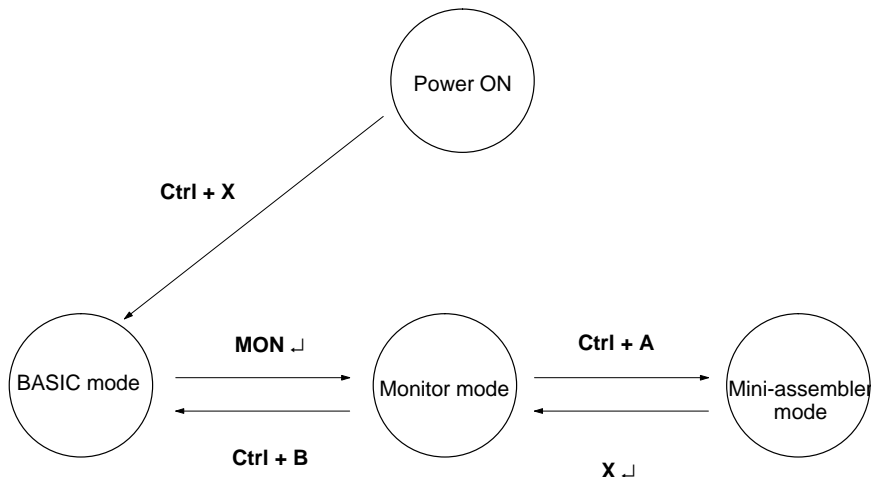 Power ON
Ctrl + X
MON ↵
Ctrl + A
BASIC mode
Monitor mode
Mini-assembler
mode
Ctrl + B
X ↵